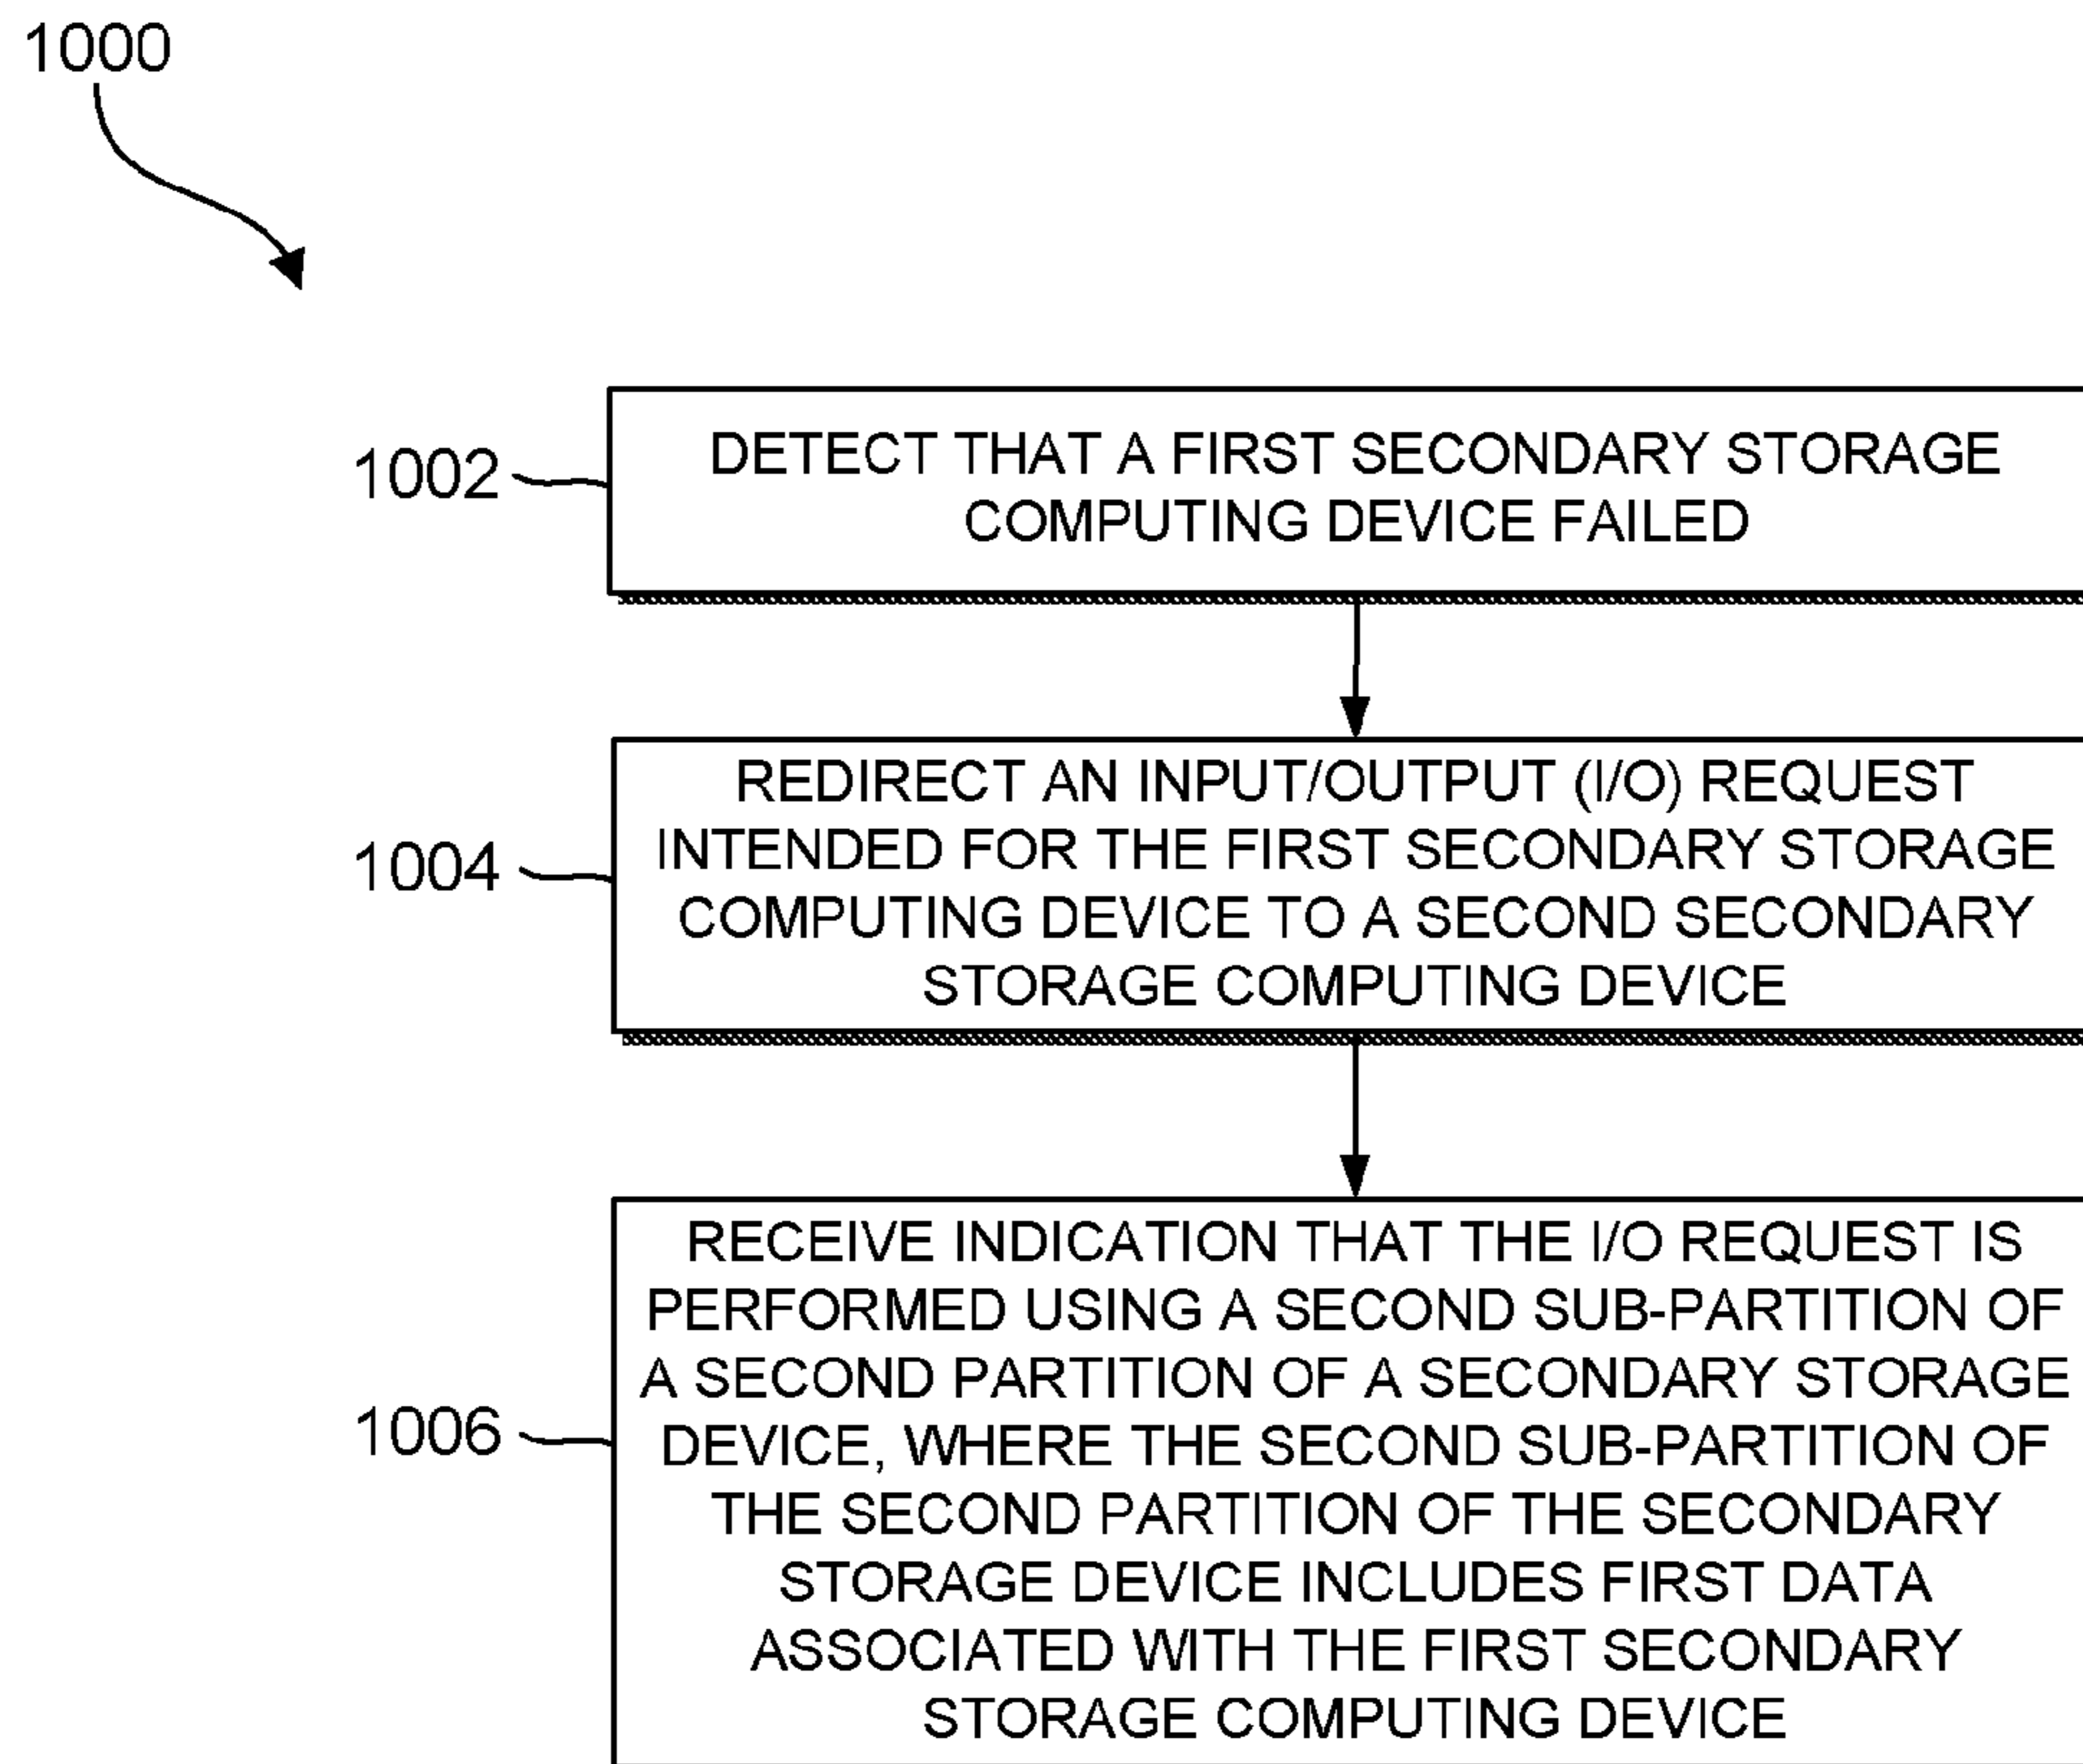 1000
1002
DETECT THAT A FIRST SECONDARY STORAGE
COMPUTING DEVICE FAILED
1004
REDIRECT AN INPUT/OUTPUT (I/O) REQUEST
INTENDED FOR THE FIRST SECONDARY STORAGE
COMPUTING DEVICE TO A SECOND SECONDARY
STORAGE COMPUTING DEVICE
1006
RECEIVE INDICATION THAT THE I/O REQUEST IS
PERFORMED USING A SECOND SUB-PARTITION OF
A SECOND PARTITION OF A SECONDARY STORAGE
DEVICE, WHERE THE SECOND SUB-PARTITION OF
THE SECOND PARTITION OF THE SECONDARY
STORAGE DEVICE INCLUDES FIRST DATA
ASSOCIATED WITH THE FIRST SECONDARY
STORAGE COMPUTING DEVICE